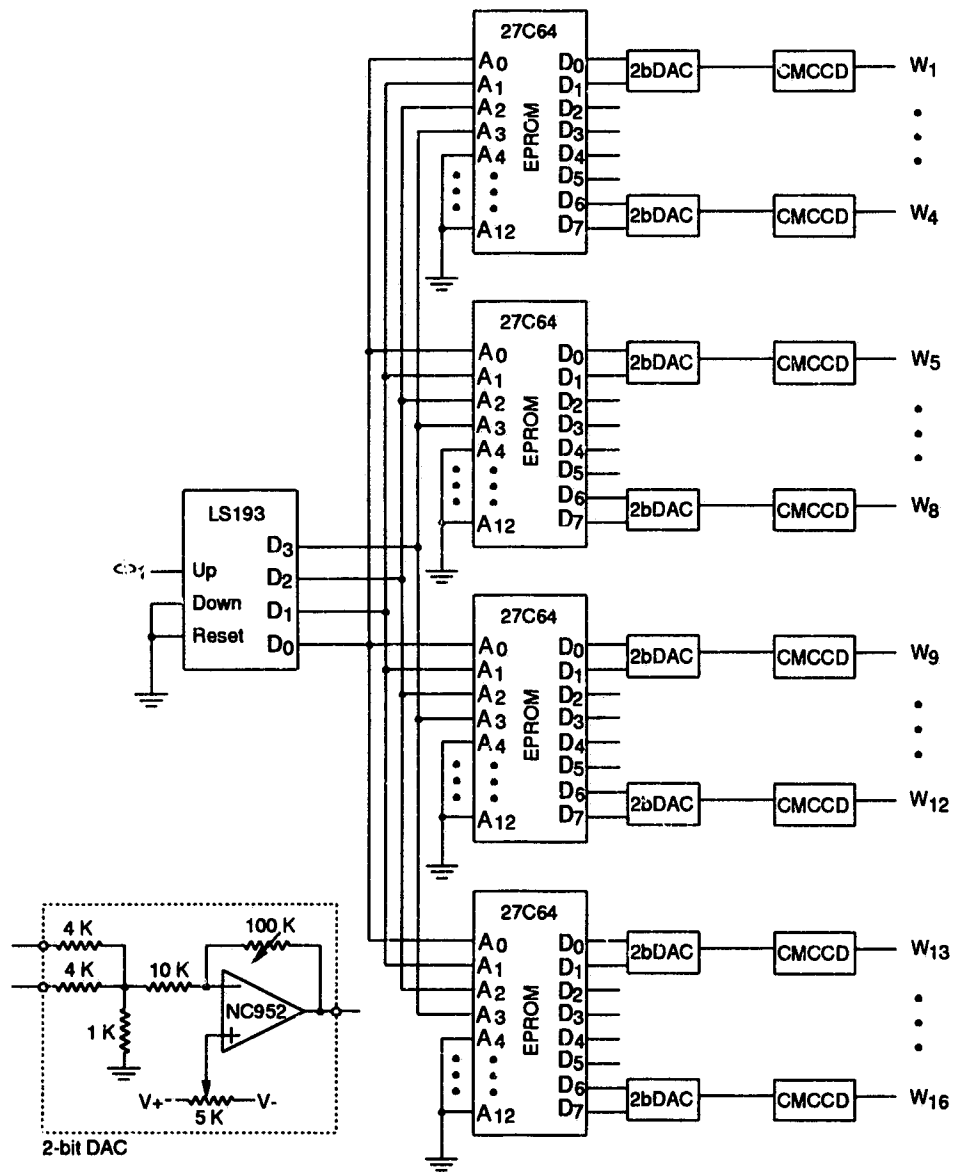 27C64
A0 D0 2bDAC CMCCD W1
A1 D1
A2 D2
A3 D3
A4 D4
D5
D6 2bDAC CMCCD W4
A12 D7
EPROM
27C64
A0 D0 2bDAC CMCCD W5
A1 D1
A2 D2
A3 D3
A4 D4
D5
D6 2bDAC CMCCD W8
A12 D7
EPROM
LS193
D3
Up D2
Down D1
Reset D0
27C64
A0 D0 2bDAC CMCCD W9
A1 D1
A2 D2
A3 D3
A4 D4
D5
D6 2bDAC CMCCD W12
A12 D7
EPROM
27C64
A0 D0 2bDAC CMCCD W13
A1 D1
A2 D2
A3 D3
A4 D4
D5
D6 2bDAC CMCCD W16
A12 D7
EPROM
4 K 100 K
4 K 10 K
−
NC952
1 K +
V+ V-
5 K
2-bit DAC